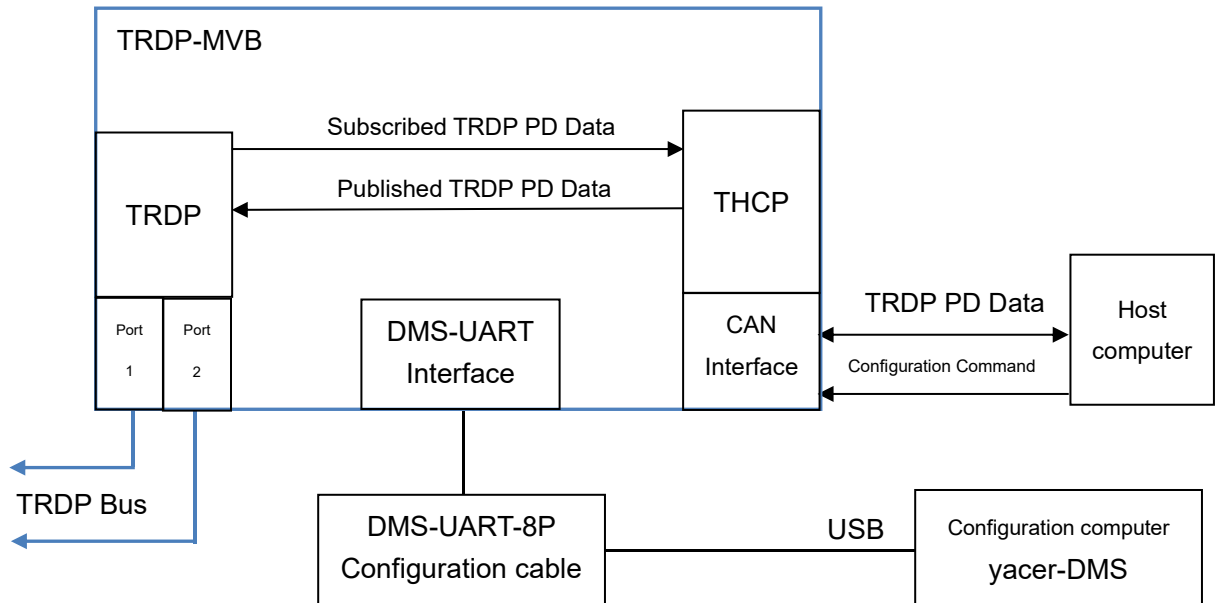 TRDP-MVB
Subscribed TRDP PD Data
Published TRDP PD Data
TRDP
THCP
Port
1
Port
2
DMS-UART
Interface
CAN
Interface
TRDP PD Data
Configuration Command
Host
computer
TRDP Bus
DMS-UART-8P
Configuration cable
USB
Configuration computer
yacer-DMS